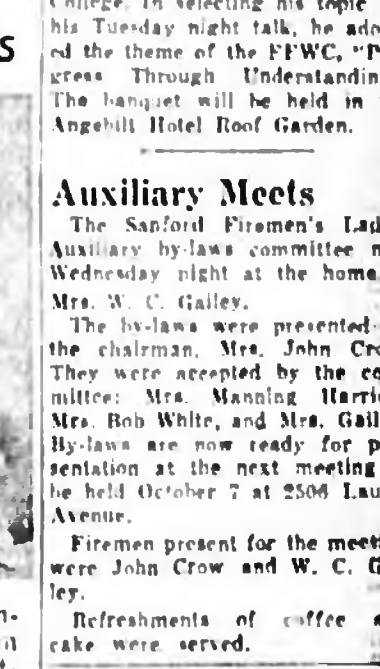 College. In selecting his topic
his Tuesday night talk, he ado
ed the theme of the FFWC, "P
gress Through Understandin
The banquet will be held in
Angebilt Hotel Roof Garden.
Auxiliary Meets
The Sanford Firemen's Lad
Auxiliary by-laws committee m
Wednesday night at the home
Mrs. W. C. Gailey.
The by-laws were presented
the chairman, Mrs. John Cro
They were accepted by the co
mittee: Mrs. Manning Harri
Mrs. Bob White, and Mrs. Gail
By-laws are now ready for p
sentation at the next meeting
be held October 7 at 2506 Lau
Avenue.
Firemen present for the meeti
were John Crow and W. C. G
ley.
Refreshments of coffee a
cake were served.
S